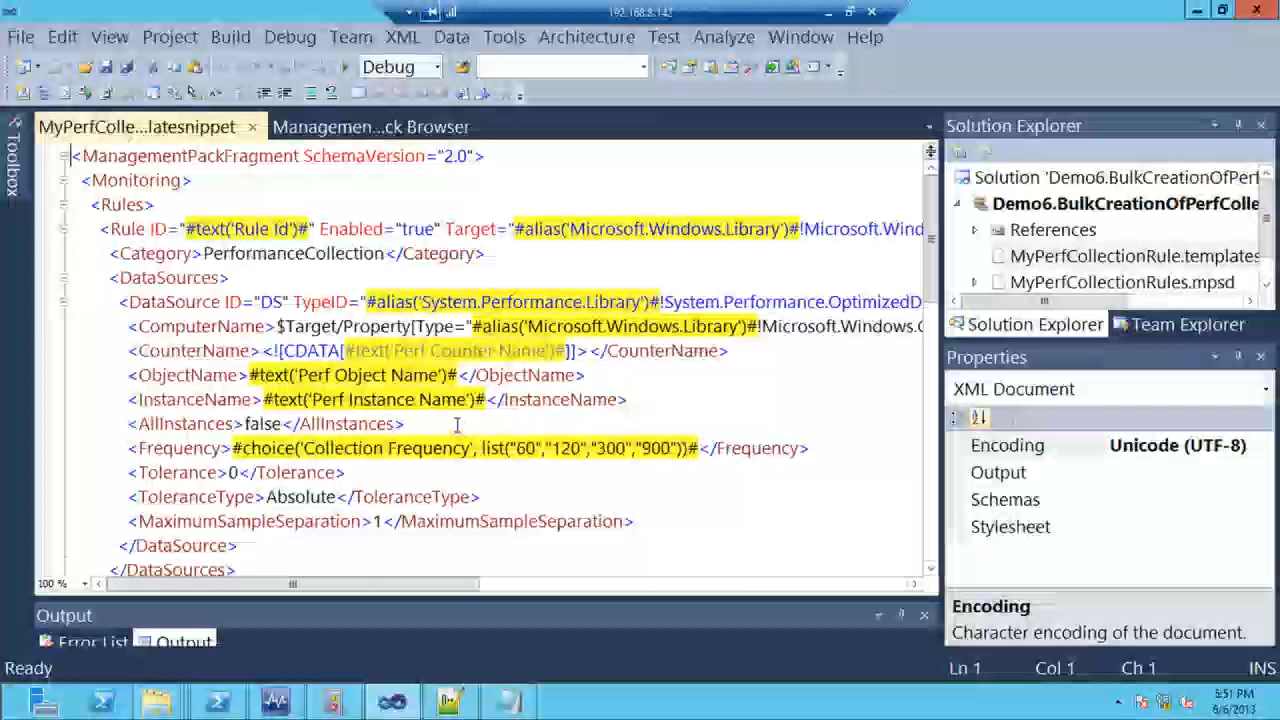 192.168.8.142
File Edit View Project Build Debug Team XML Data Tools Architecture Test Analyze Window Help
Debug
MyPerfColle...latesnippet Managemen...ck Browser
Toolbox
<ManagementPackFragment SchemaVersion="2.0">
<Monitoring>
<Rules>
<Rule ID="#text('Rule Id')#" Enabled="true" Target="#alias('Microsoft.Windows.Library')#!Microsoft.Wind
<Category>PerformanceCollection</Category>
<DataSources>
<DataSource ID="DS" TypeID="#alias('System.Performance.Library')#!System.Performance.OptimizedD
<ComputerName>$Target/Property[Type="#alias('Microsoft.Windows.Library')#!Microsoft.Windows.C
<CounterName><![CDATA[#text('Perf Counter Name')#]]></CounterName>
<ObjectName>#text('Perf Object Name')#</ObjectName>
<InstanceName>#text('Perf Instance Name')#</InstanceName>
<AllInstances>false</AllInstances>
<Frequency>#choice('Collection Frequency', list("60","120","300","900"))#</Frequency>
<Tolerance>0</Tolerance>
<ToleranceType>Absolute</ToleranceType>
<MaximumSampleSeparation>1</MaximumSampleSeparation>
</DataSource>
</DataSources>
100 %
Output
Error List Output
Solution Explorer
Solution 'Demo6.BulkCreationOfPerf
Demo6.BulkCreationOfPerfColle
References
MyPerfCollectionRule.templates
MyPerfCollectionRules.mpsd
Solution Explorer Team Explorer
Properties
XML Document
Encoding Unicode (UTF-8)
Output
Schemas
Stylesheet
Encoding
Character encoding of the document.
Ready Ln 1 Col 1 Ch 1 INS
5:51 PM
6/6/2013